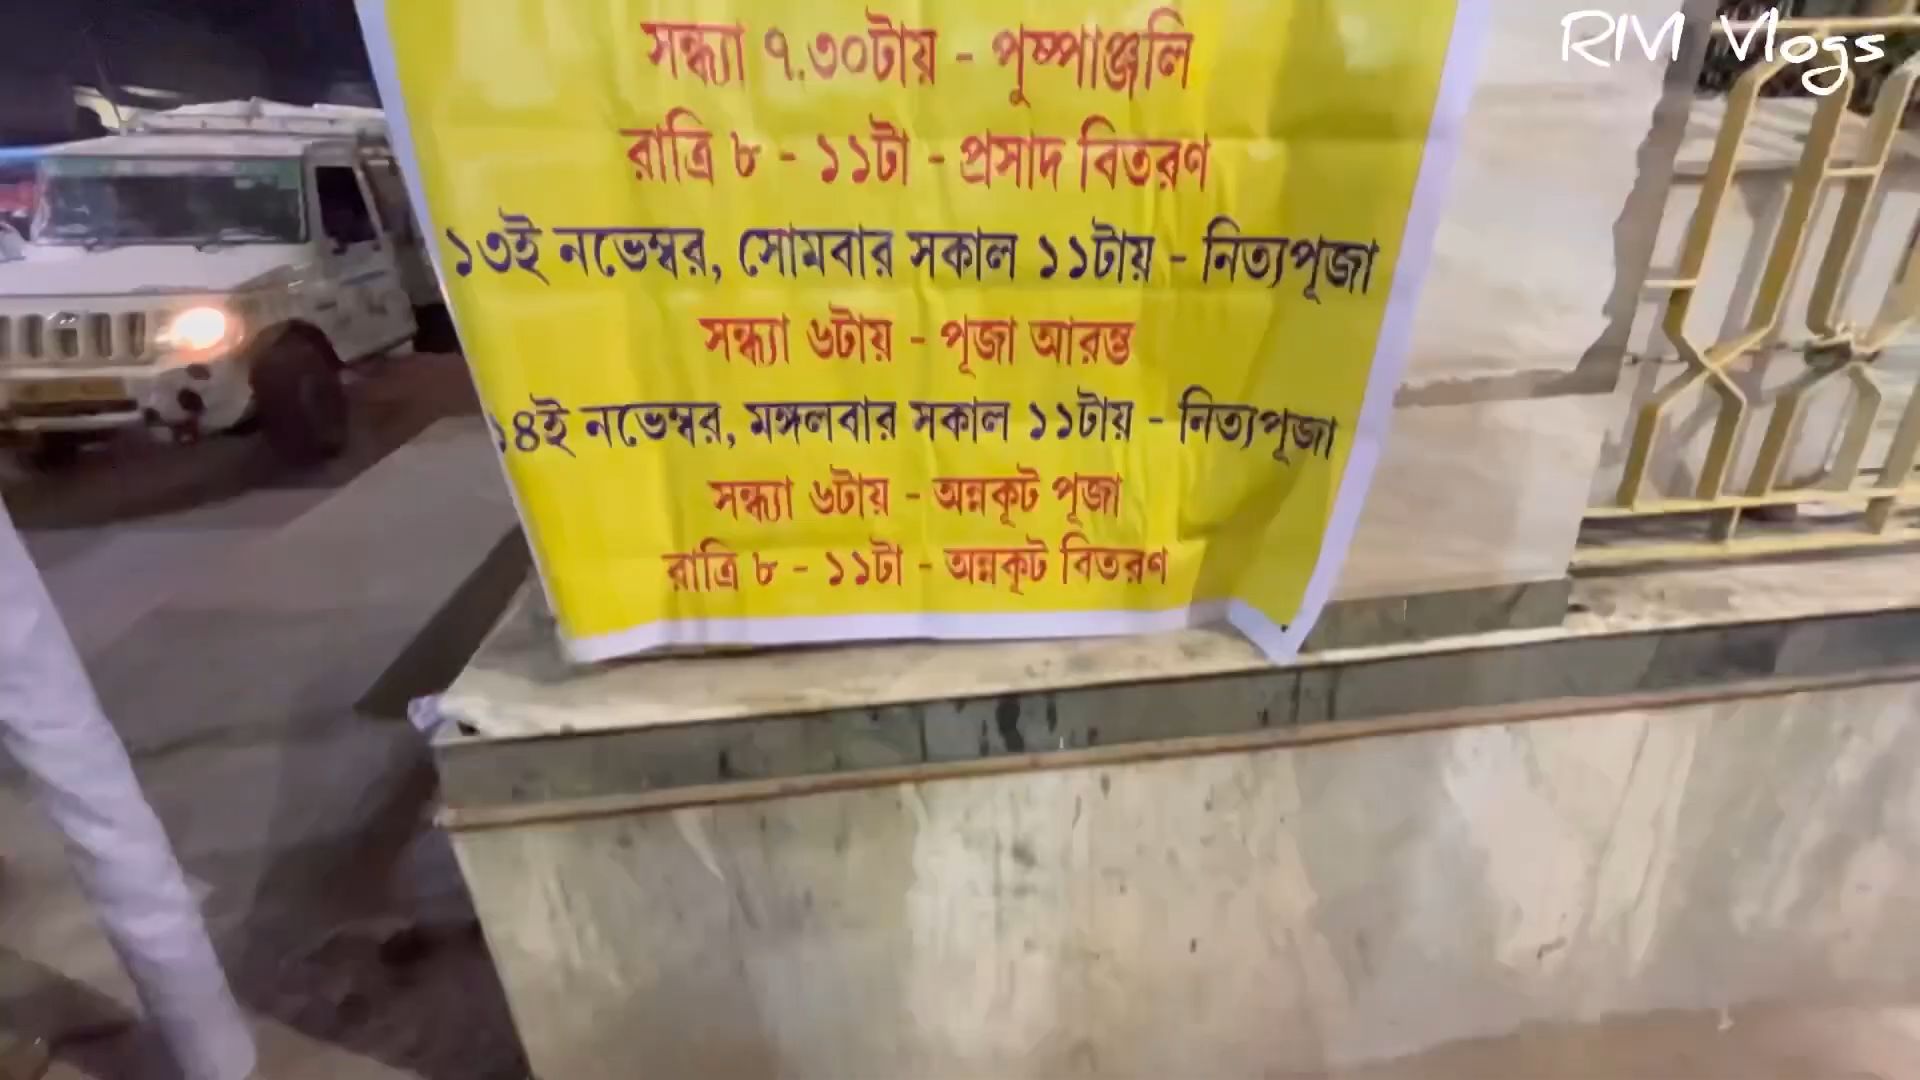 RM Vlogs
সন্ধ্যা ৭.৩০টায় - পুষ্পাঞ্জলি
রাত্রি ৮ - ১১টা - প্রসাদ বিতরণ
১৩ই নভেম্বর, সোমবার সকাল ১১টায় - নিত্যপূজা
সন্ধ্যা ৬টায় - পূজা আরম্ভ
১৪ই নভেম্বর, মঙ্গলবার সকাল ১১টায় - নিত্যপূজা
সন্ধ্যা ৬টায় - অন্নকূট পূজা
রাত্রি ৮ - ১১টা - অন্নকূট বিতরণ